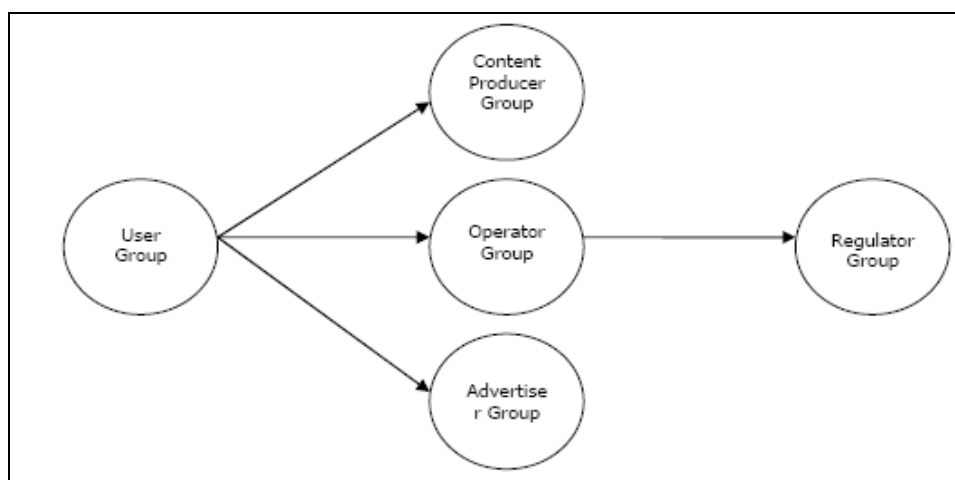 Content
Producer
Group
User
Group
Operator
Group
Regulator
Group
Advertise
r Group